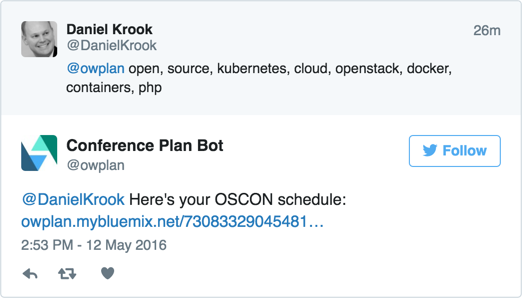 Daniel Krook
26m
@DanielKrook
@owplan open, source, kubernetes, cloud, openstack, docker,
containers, php
Conference Plan Bot
@owplan
Follow
@DanielKrook Here's your OSCON schedule:
owplan.mybluemix.net/73083329045481…
2:53 PM - 12 May 2016